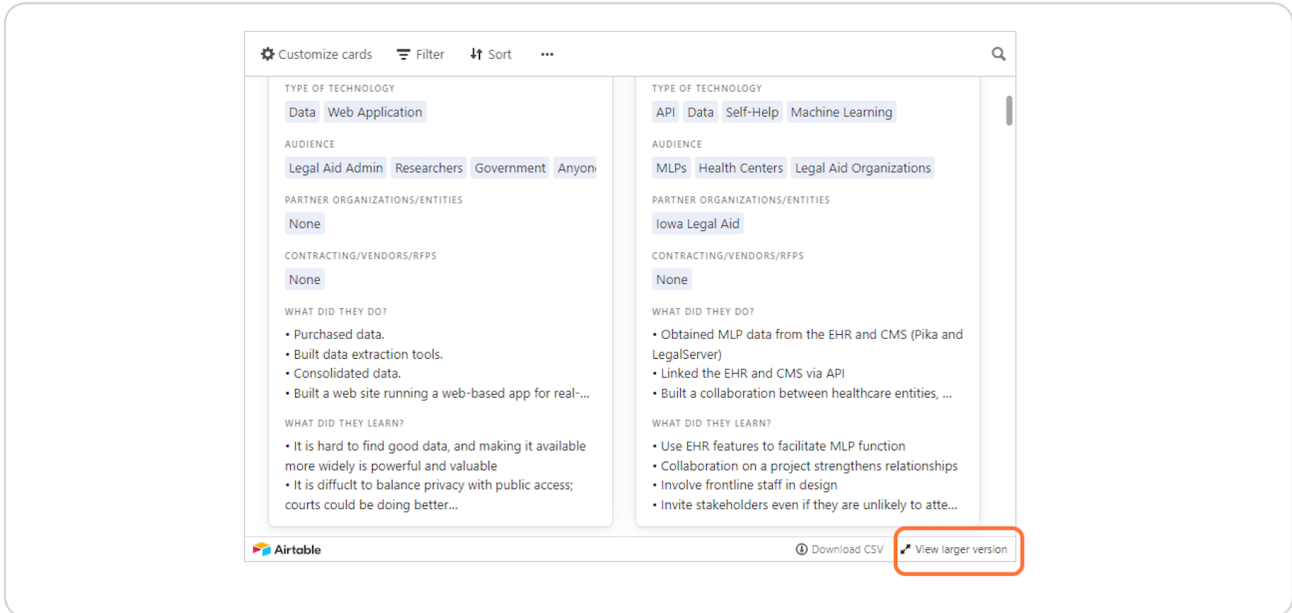 Customize cards Filter Sort ...
TYPE OF TECHNOLOGY
Data Web Application
AUDIENCE
Legal Aid Admin Researchers Government Anyon
PARTNER ORGANIZATIONS/ENTITIES
None
CONTRACTING/VENDORS/RFPS
None
WHAT DID THEY DO?
• Purchased data.
• Built data extraction tools.
• Consolidated data.
• Built a web site running a web-based app for real-...
WHAT DID THEY LEARN?
• It is hard to find good data, and making it available
more widely is powerful and valuable
• It is diffuclt to balance privacy with public access;
courts could be doing better...
TYPE OF TECHNOLOGY
API Data Self-Help Machine Learning
AUDIENCE
MLPs Health Centers Legal Aid Organizations
PARTNER ORGANIZATIONS/ENTITIES
Iowa Legal Aid
CONTRACTING/VENDORS/RFPS
None
WHAT DID THEY DO?
• Obtained MLP data from the EHR and CMS (Pika and
LegalServer)
• Linked the EHR and CMS via API
• Built a collaboration between healthcare entities, ...
WHAT DID THEY LEARN?
• Use EHR features to facilitate MLP function
• Collaboration on a project strengthens relationships
• Involve frontline staff in design
• Invite stakeholders even if they are unlikely to atte...
Airtable Download CSV View larger version